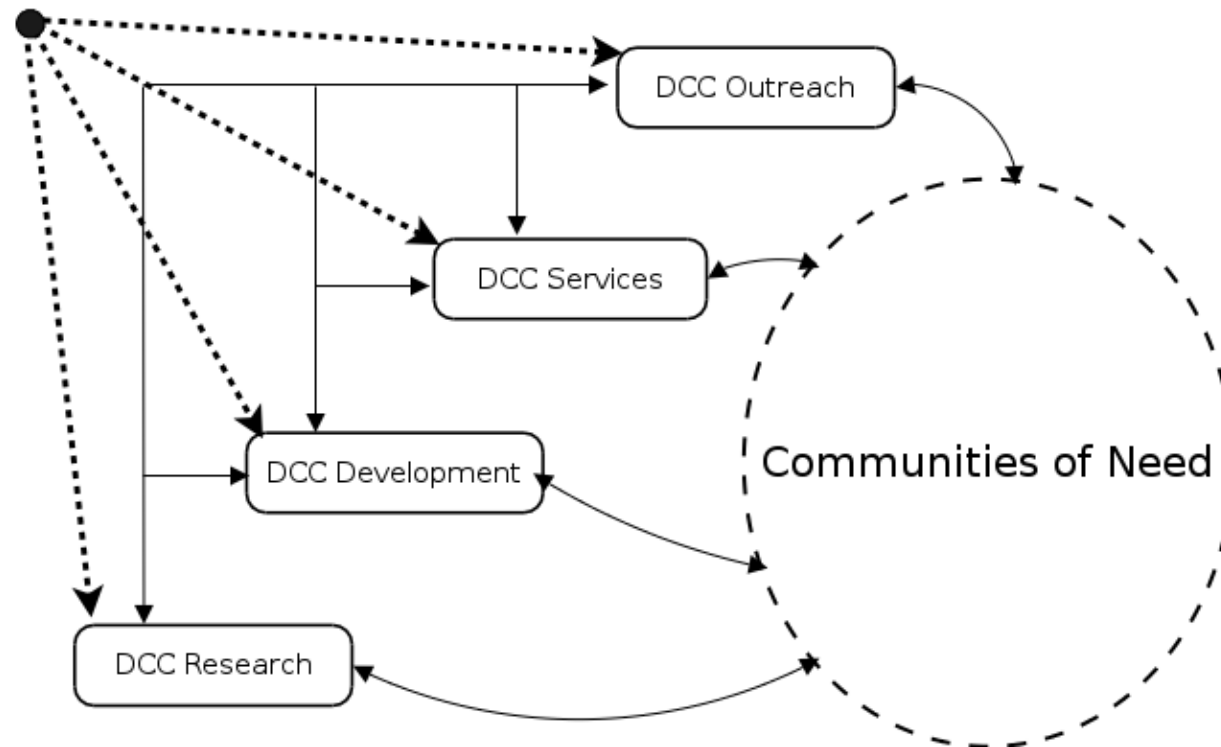 DCC Outreach
DCC Services
Communities of Need
DCC Development
DCC Research